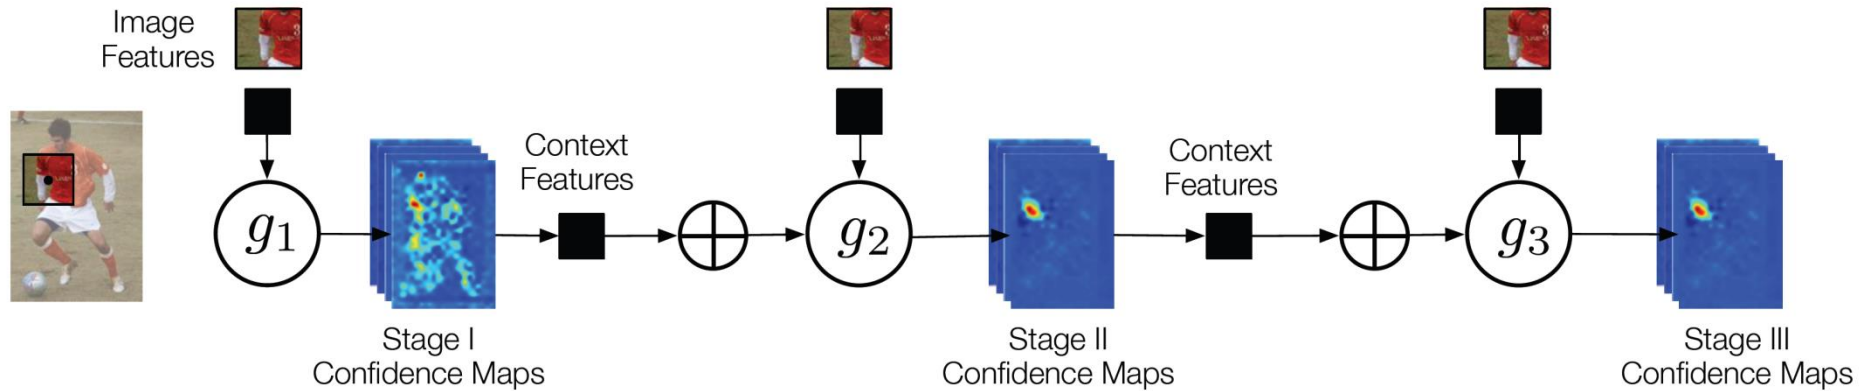 Image
Features
g1
Stage I
Confidence Maps
Context
Features
g2
Stage II
Confidence Maps
Context
Features
g3
Stage III
Confidence Maps